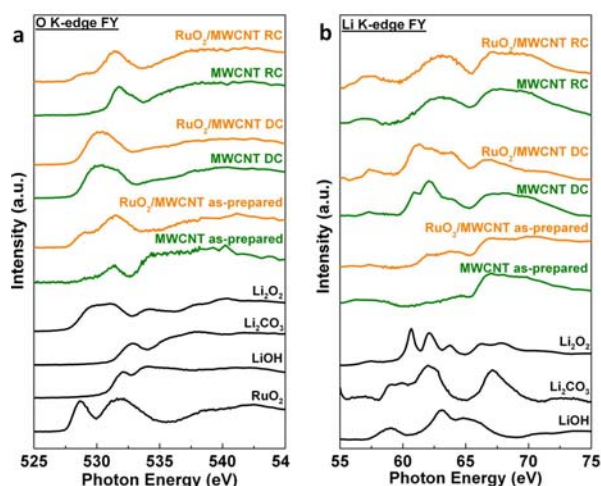 a
O K-edge FY
RuO₂/MWCNT RC
MWCNT RC
RuO₂/MWCNT DC
MWCNT DC
RuO₂/MWCNT as-prepared
MWCNT as-prepared
Li₂O₂
Li₂CO₃
LiOH
RuO₂
Intensity (a.u.)
525 530 535 54
Photon Energy (eV)
b
Li K-edge FY
RuO₂/MWCNT RC
MWCNT RC
RuO₂/MWCNT DC
MWCNT DC
RuO₂/MWCNT as-prepared
MWCNT as-prepared
Li₂O₂
Li₂CO₃
LiOH
Intensity (a.u.)
55 60 65 70 75
Photon Energy (eV)